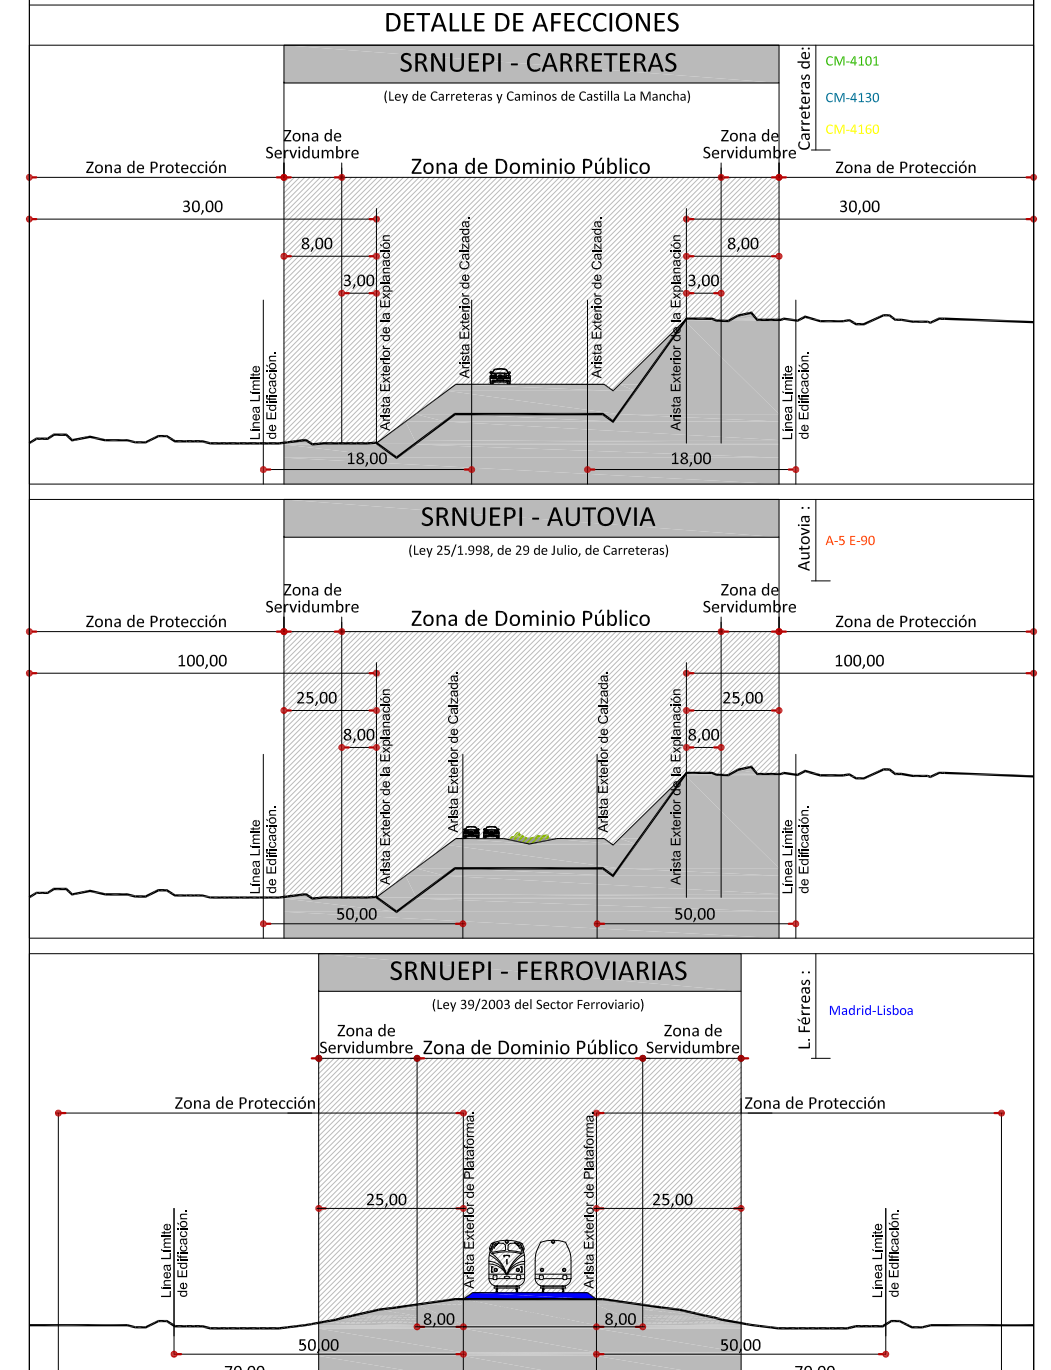 DETALLE DE AFECCIONES
SRNUEPI - CARRETERAS
(Ley de Carreteras y Caminos de Castilla La Mancha)
Carreteras de:
CM-4101
CM-4130
CM-4160
Zona de Protección
Zona de
Servidumbre
Zona de Dominio Público
Zona de
Servidumbre
Zona de Protección
30,00
30,00
8,00
8,00
3,00
3,00
Arista Exterior de la Explanación
Arista Exterior de Calzada.
Arista Exterior de Calzada.
Arista Exterior de la Explanación
Línea Límite
de Edificación.
Línea Límite
de Edificación.
18,00
18,00
SRNUEPI - AUTOVIA
(Ley 25/1.998, de 29 de Julio, de Carreteras)
Autovia :
A-5 E-90
Zona de Protección
Zona de
Servidumbre
Zona de Dominio Público
Zona de
Servidumbre
Zona de Protección
100,00
100,00
25,00
25,00
8,00
8,00
Arista Exterior de la Explanación
Arista Exterior de Calzada.
Arista Exterior de Calzada.
Arista Exterior de la Explanación
Línea Límite
de Edificación.
Línea Límite
de Edificación.
50,00
50,00
SRNUEPI - FERROVIARIAS
(Ley 39/2003 del Sector Ferroviario)
L. Férreas :
Madrid-Lisboa
Zona de
Servidumbre
Zona de Dominio Público
Zona de
Servidumbre
Zona de Protección
Zona de Protección
Arista Exterior de Plataforma.
Arista Exterior de Plataforma.
25,00
25,00
Línea Límite
de Edificación.
Línea Límite
de Edificación.
8,00
8,00
50,00
50,00
70,00
70,00